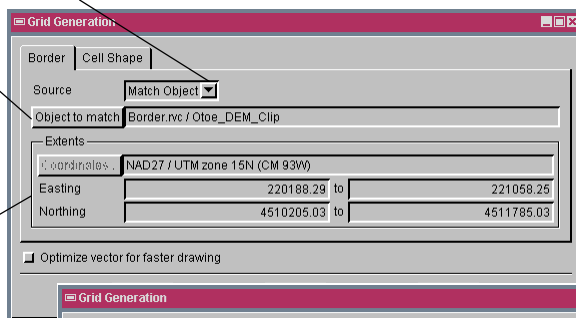 Grid Generation
Border Cell Shape
Source Match Object
Object to match Border.rvc / Otoe_DEM_Clip
Extents
Coordinates... NAD27 / UTM zone 15N (CM 93W)
Easting 220188.29 to 221058.25
Northing 4510205.03 to 4511785.03
Optimize vector for faster drawing
Grid Generation